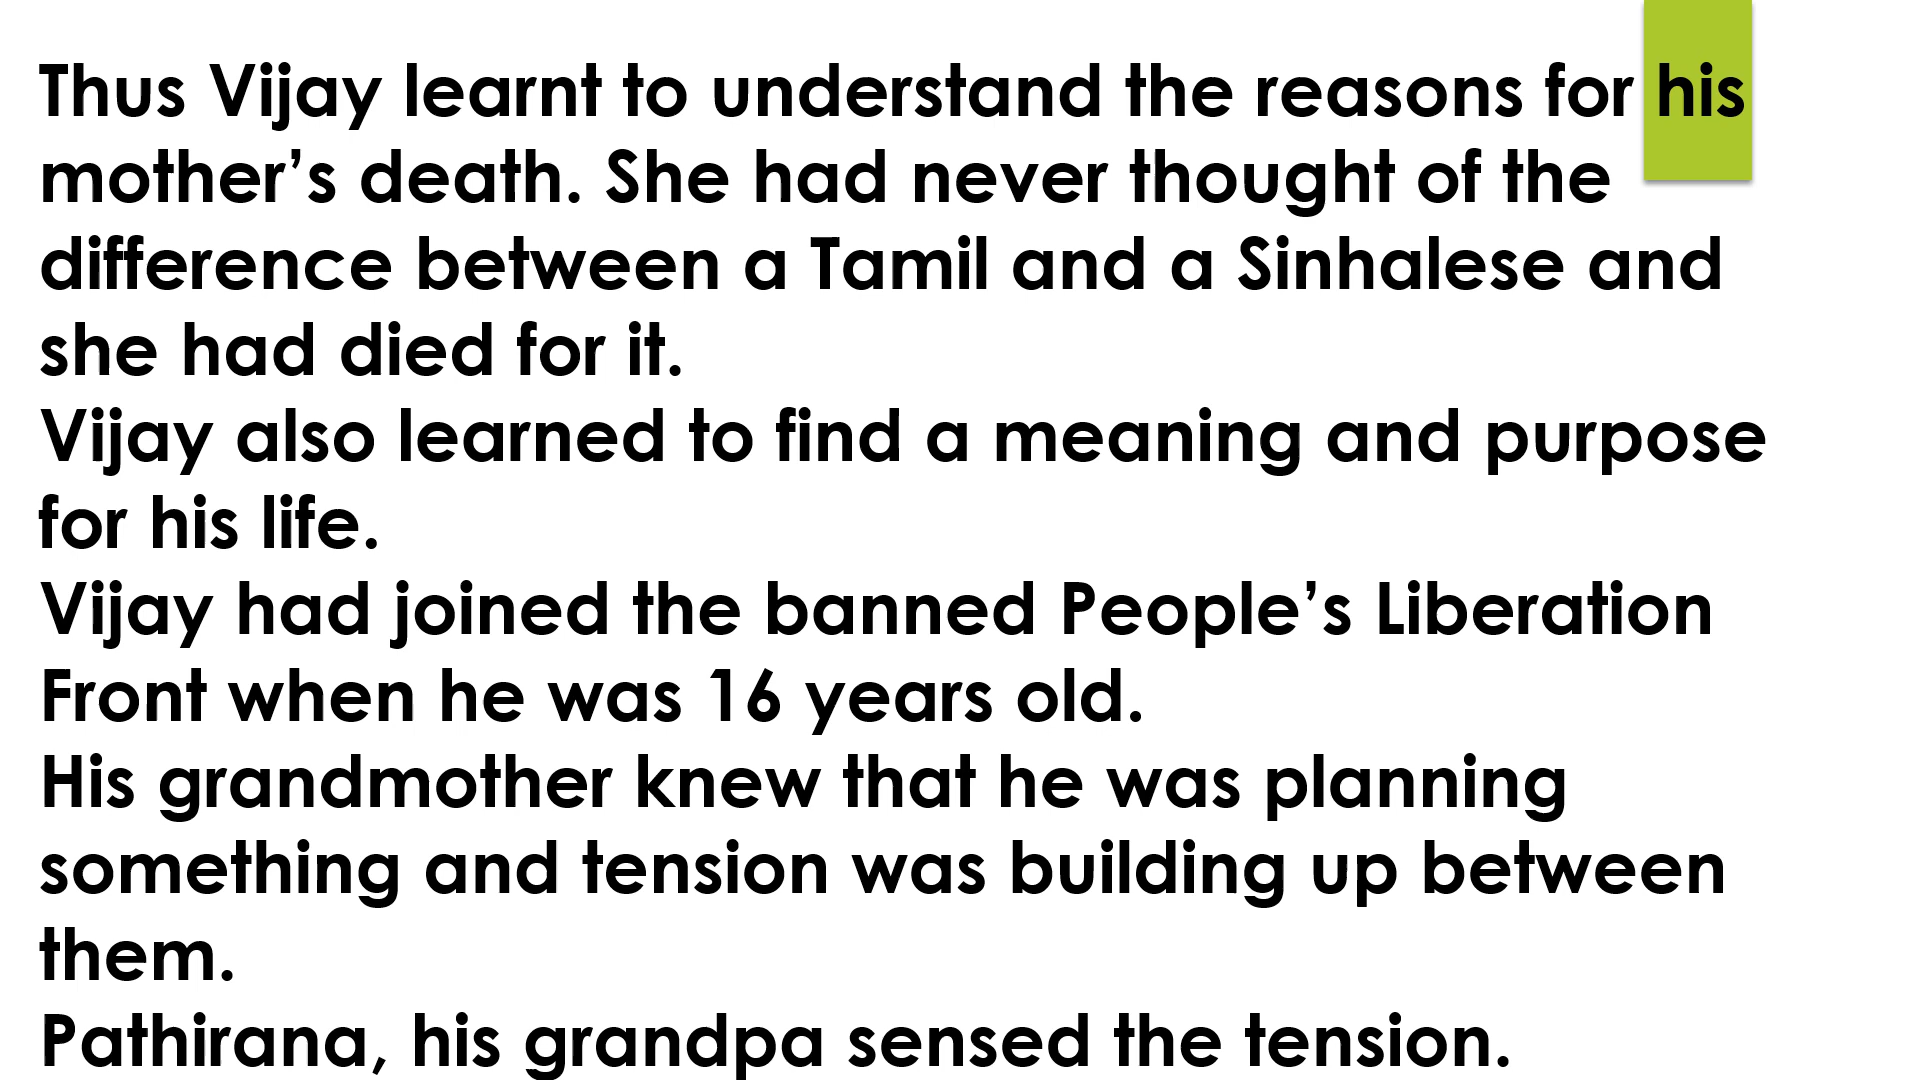 Thus Vijay learnt to understand the reasons for his
mother’s death. She had never thought of the
difference between a Tamil and a Sinhalese and
she had died for it.
Vijay also learned to find a meaning and purpose
for his life.
Vijay had joined the banned People’s Liberation
Front when he was 16 years old.
His grandmother knew that he was planning
something and tension was building up between
them.
Pathirana, his grandpa sensed the tension.